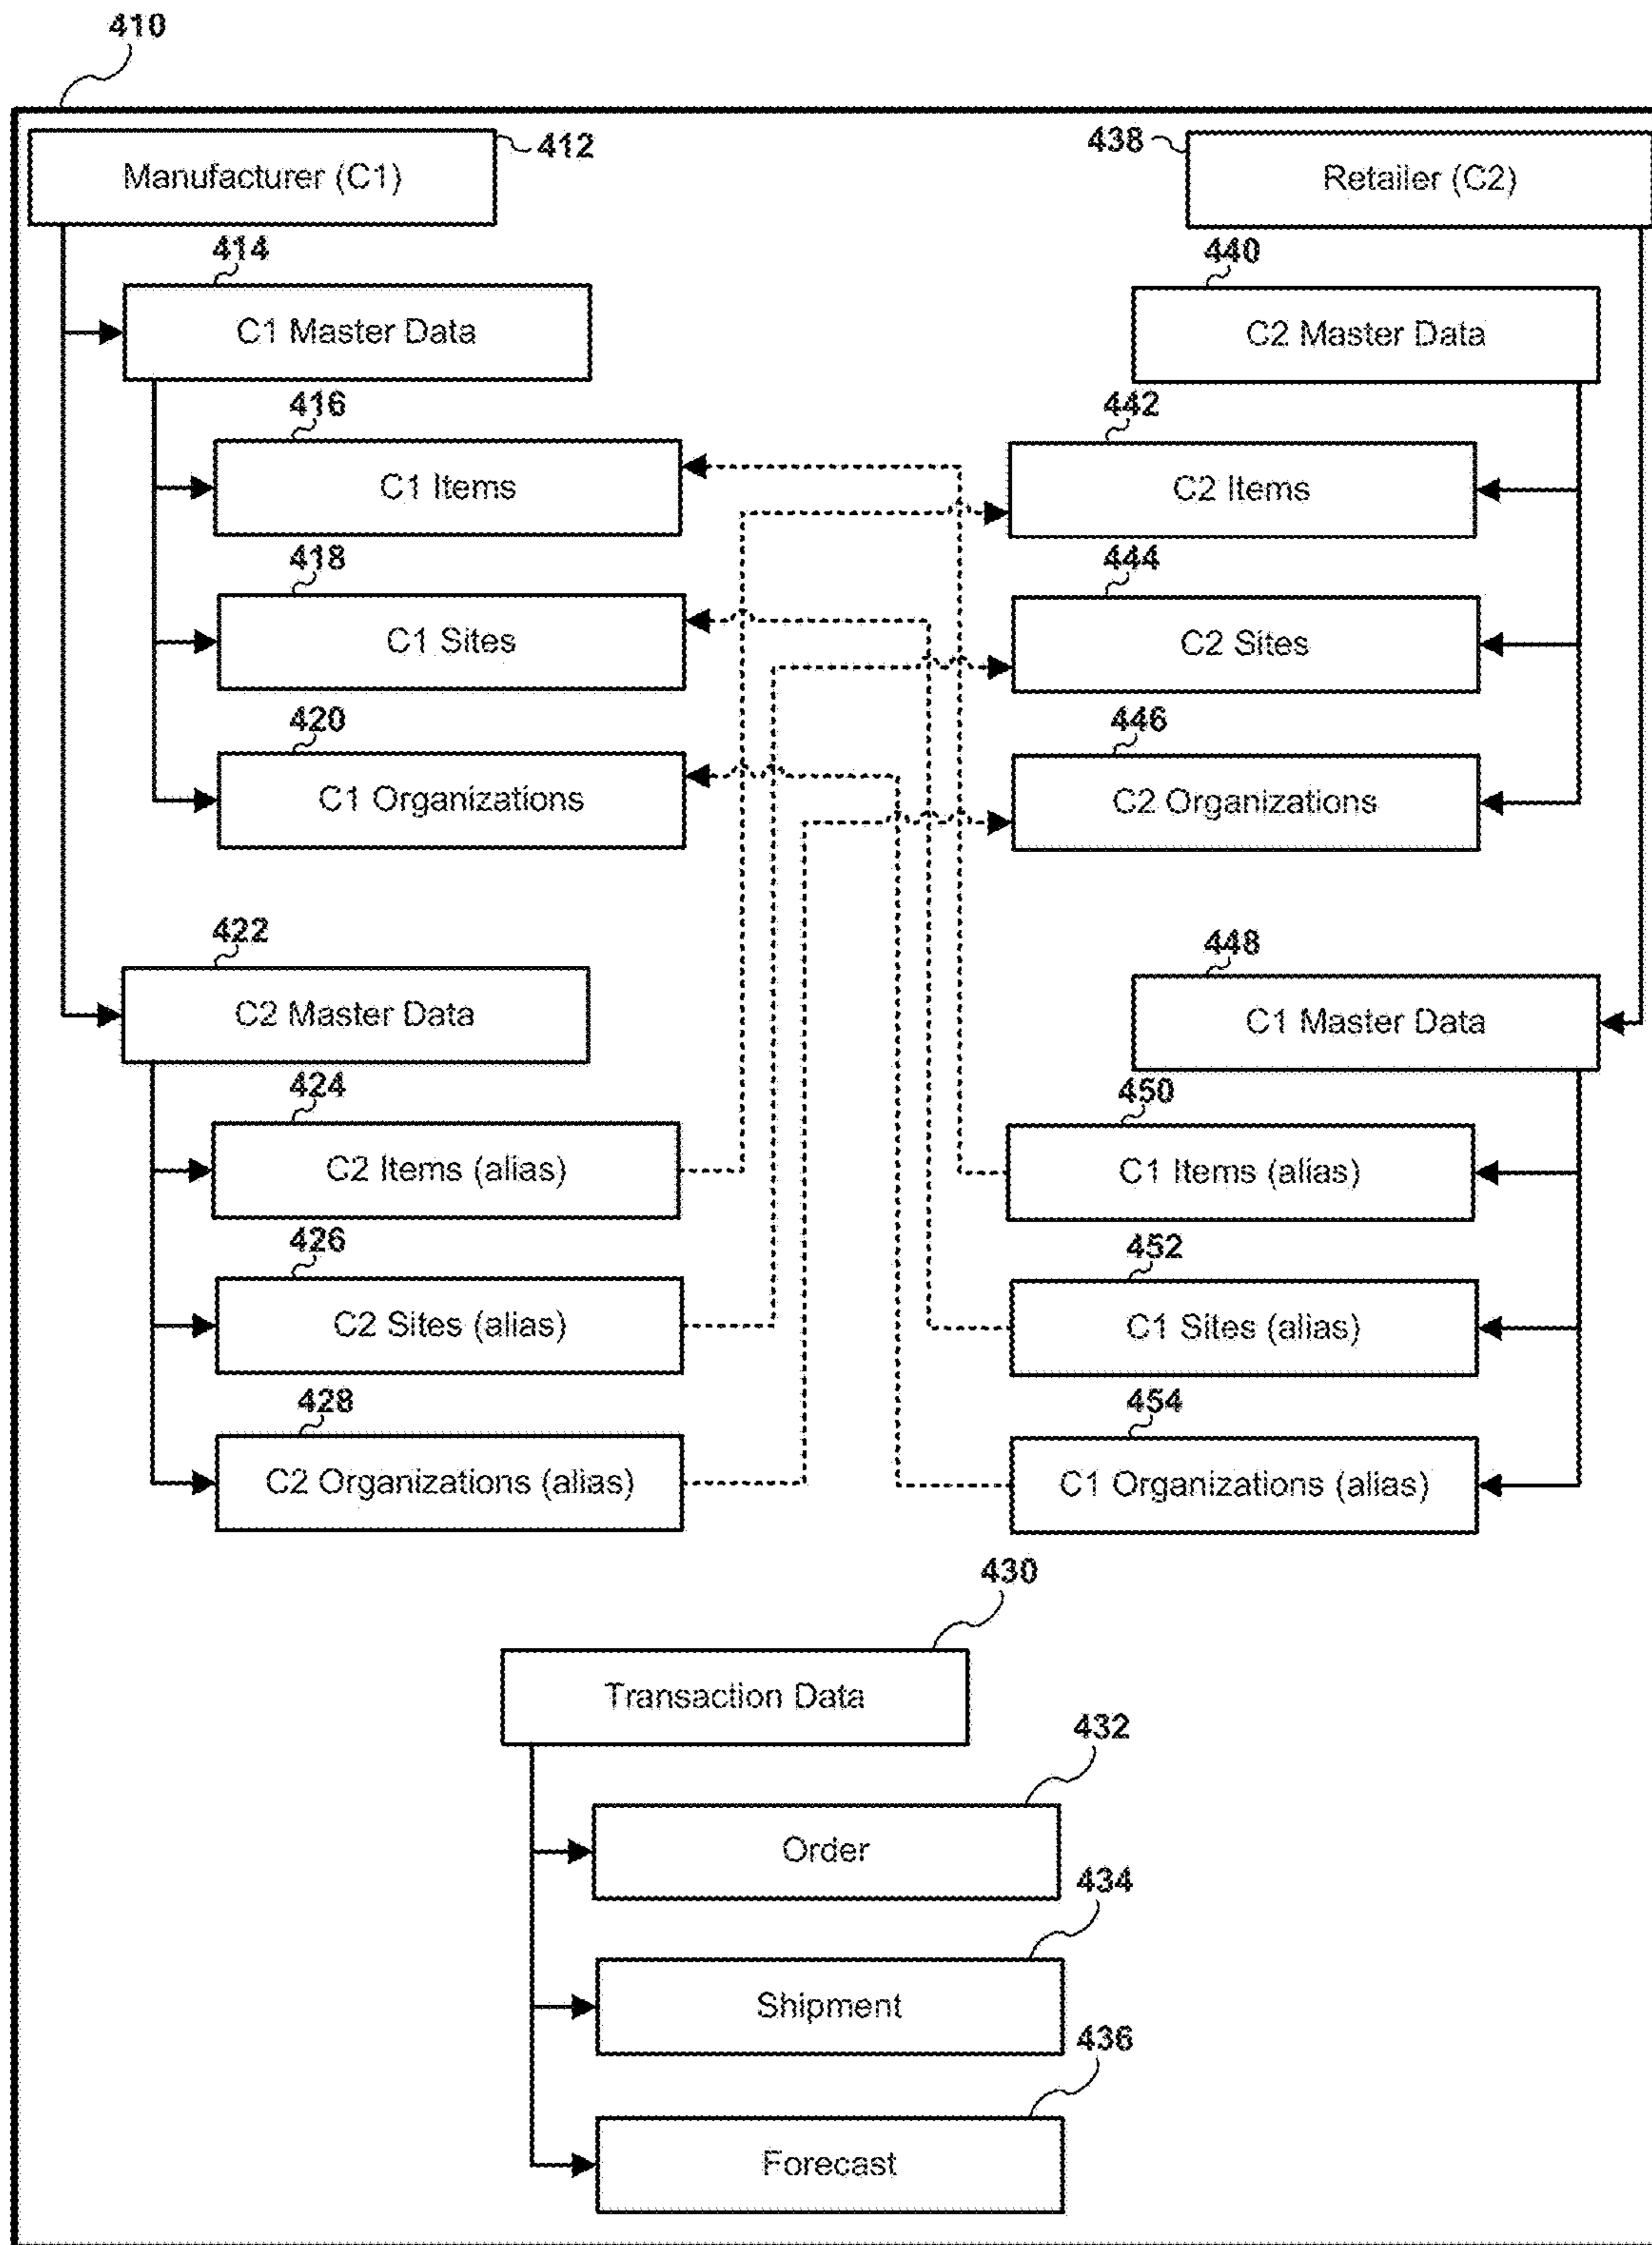 410
Manufacturer (C1)
412
438
Retailer (C2)
414
C1 Master Data
440
C2 Master Data
416
C1 Items
442
C2 Items
418
C1 Sites
444
C2 Sites
420
C1 Organizations
446
C2 Organizations
422
C2 Master Data
448
C1 Master Data
424
C2 Items (alias)
450
C1 Items (alias)
426
C2 Sites (alias)
452
C1 Sites (alias)
428
C2 Organizations (alias)
454
C1 Organizations (alias)
430
Transaction Data
432
Order
434
Shipment
436
Forecast